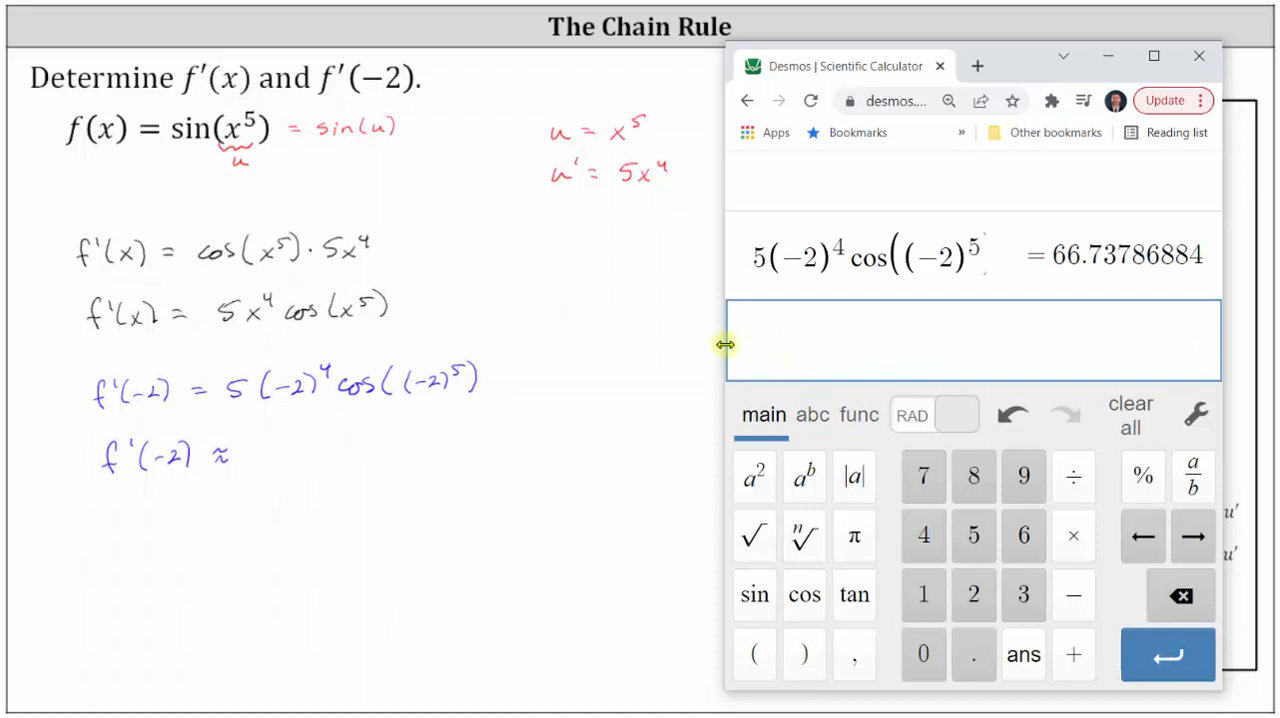 The Chain Rule
Determine f′(x) and f′(−2).
f(x) = sin(x⁵) = sin(u)
u
u = x⁵
u' = 5x⁴
f'(x) = cos(x⁵) · 5x⁴
f'(x) = 5x⁴ cos(x⁵)
f'(-2) = 5(-2)⁴ cos((-2)⁵)
f'(-2) ≈
Desmos | Scientific Calculator
desmos...
Update
Apps Bookmarks » Other bookmarks Reading list
5(−2)⁴ cos((−2)⁵) = 66.73786884
main abc func RAD clear all
a² aᵇ |a| 7 8 9 ÷ % a/b
√ ⁿ√ π 4 5 6 × ← →
sin cos tan 1 2 3 −
( ) , 0 . ans +
u′
u′